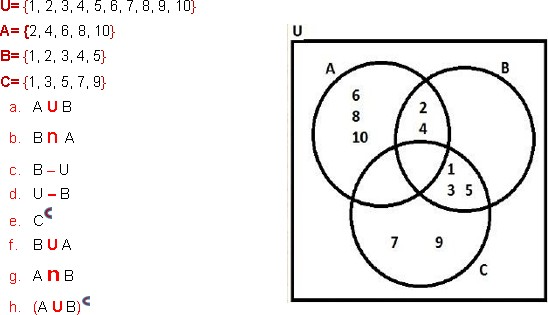 U= {1, 2, 3, 4, 5, 6, 7, 8, 9, 10}
A= {2, 4, 6, 8, 10}
B= {1, 2, 3, 4, 5}
C= {1, 3, 5, 7, 9}
a. A U B
b. B n A
c. B – U
d. U – B
e. C^c
f. B U A
g. A n B
h. (A U B)^c
U
A
B
6
8
10
2
4
1
3 5
7 9
C